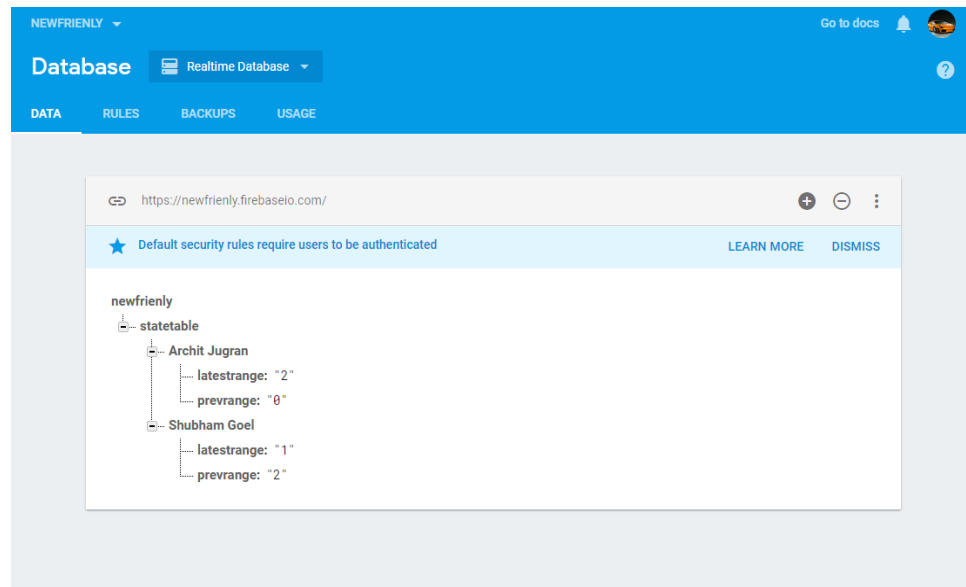 NEWFRIENLY Go to docs
Database Realtime Database
DATA RULES BACKUPS USAGE
https://newfrienly.firebaseio.com/
Default security rules require users to be authenticated LEARN MORE DISMISS
newfrienly
statetable
Archit Jugran
latestrange: "2"
prevrange: "0"
Shubham Goel
latestrange: "1"
prevrange: "2"